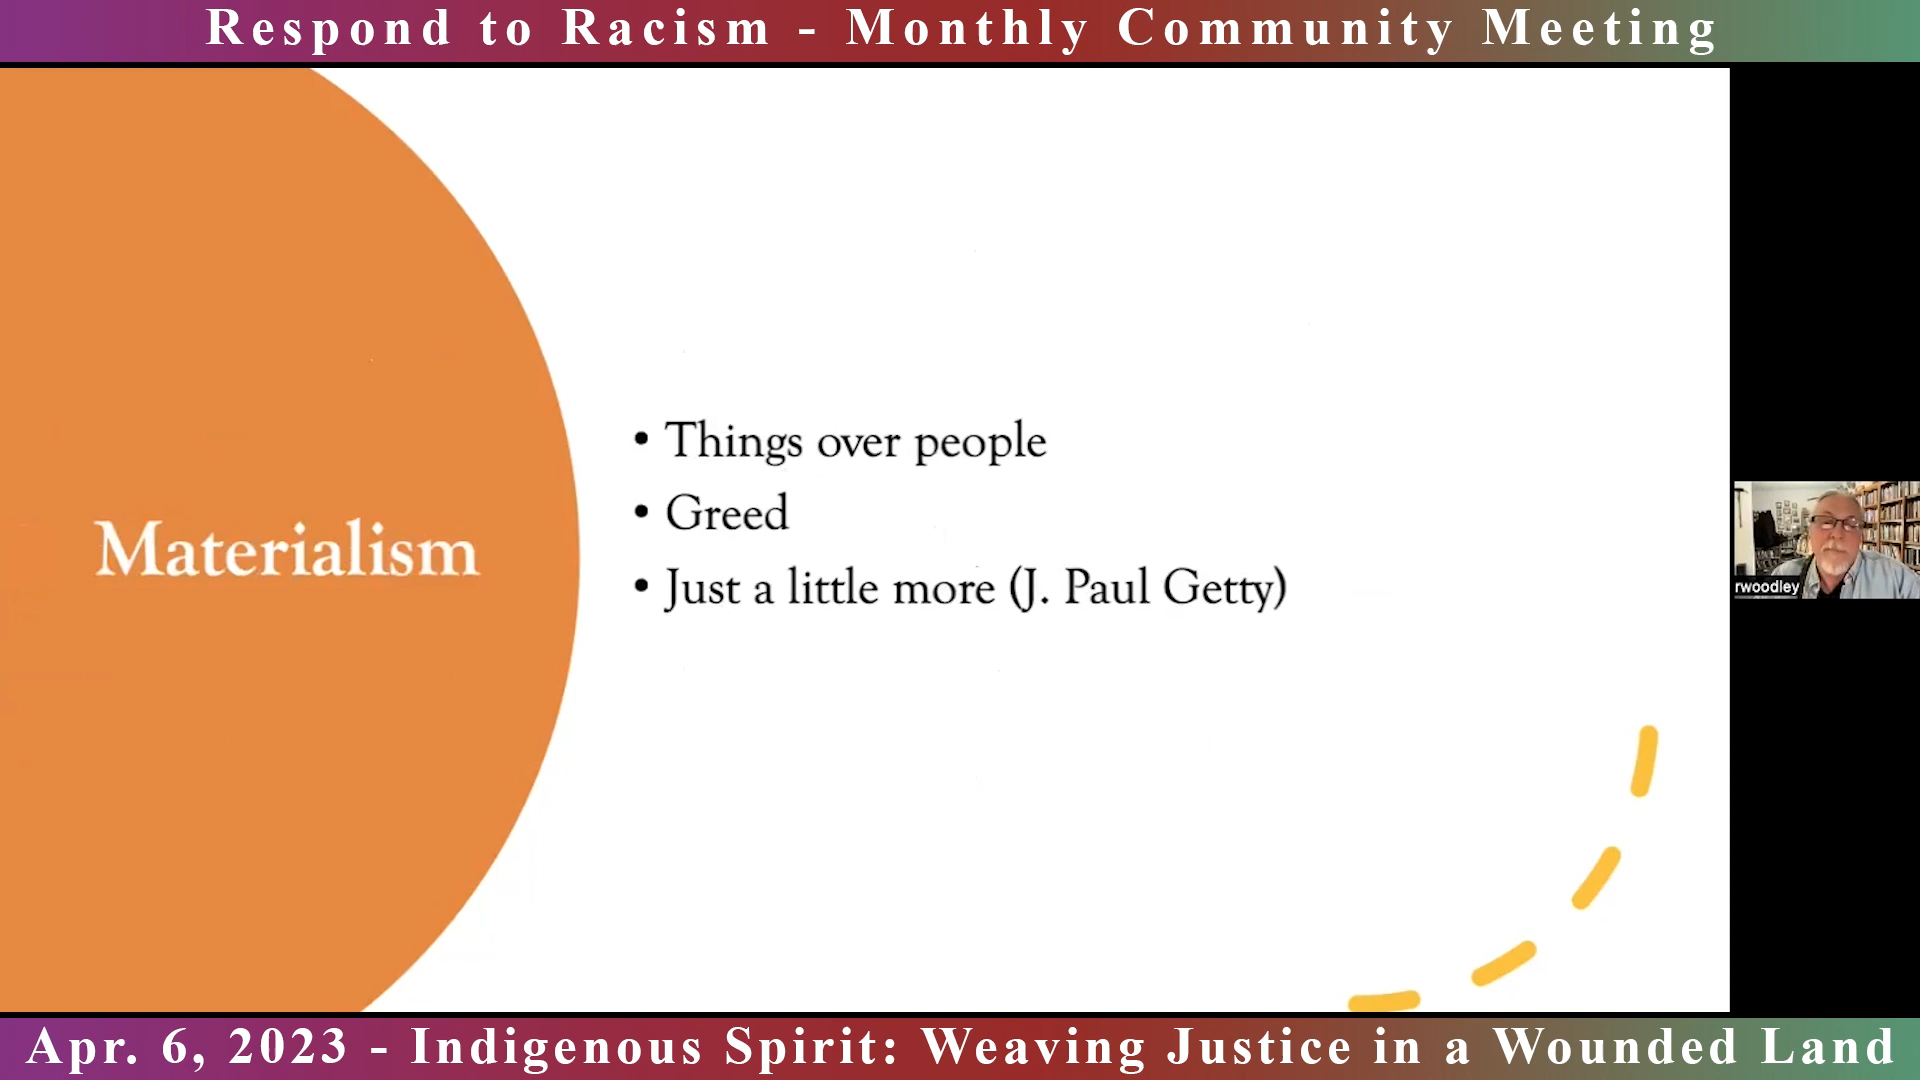 Respond to Racism - Monthly Community Meeting
Materialism
• Things over people
• Greed
• Just a little more (J. Paul Getty)
rwoodley
Apr. 6, 2023 - Indigenous Spirit: Weaving Justice in a Wounded Land